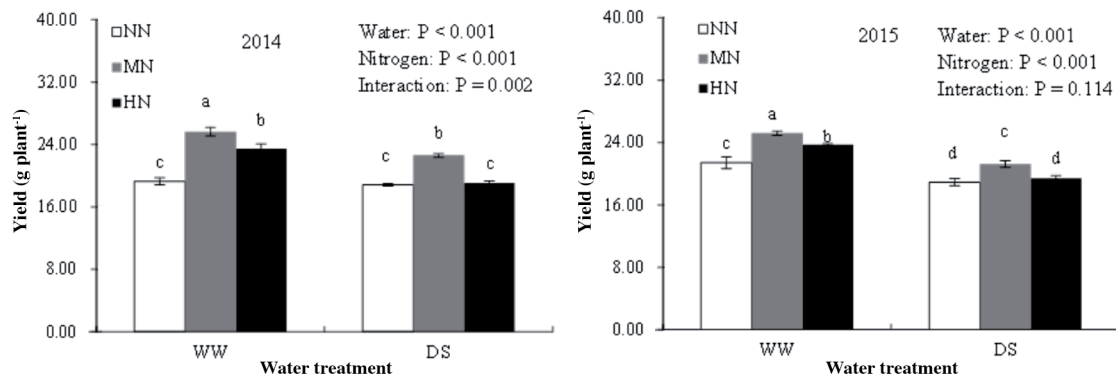 40.00
32.00
24.00
16.00
8.00
0.00
Yield (g plant-1)
NN
MN
HN
2014
Water: P < 0.001
Nitrogen: P < 0.001
Interaction: P = 0.002
c
a
b
c
b
c
WW
DS
Water treatment
40.00
32.00
24.00
16.00
8.00
0.00
Yield (g plant-1)
NN
MN
HN
2015
Water: P < 0.001
Nitrogen: P < 0.001
Interaction: P = 0.114
c
a
b
d
c
d
WW
DS
Water treatment